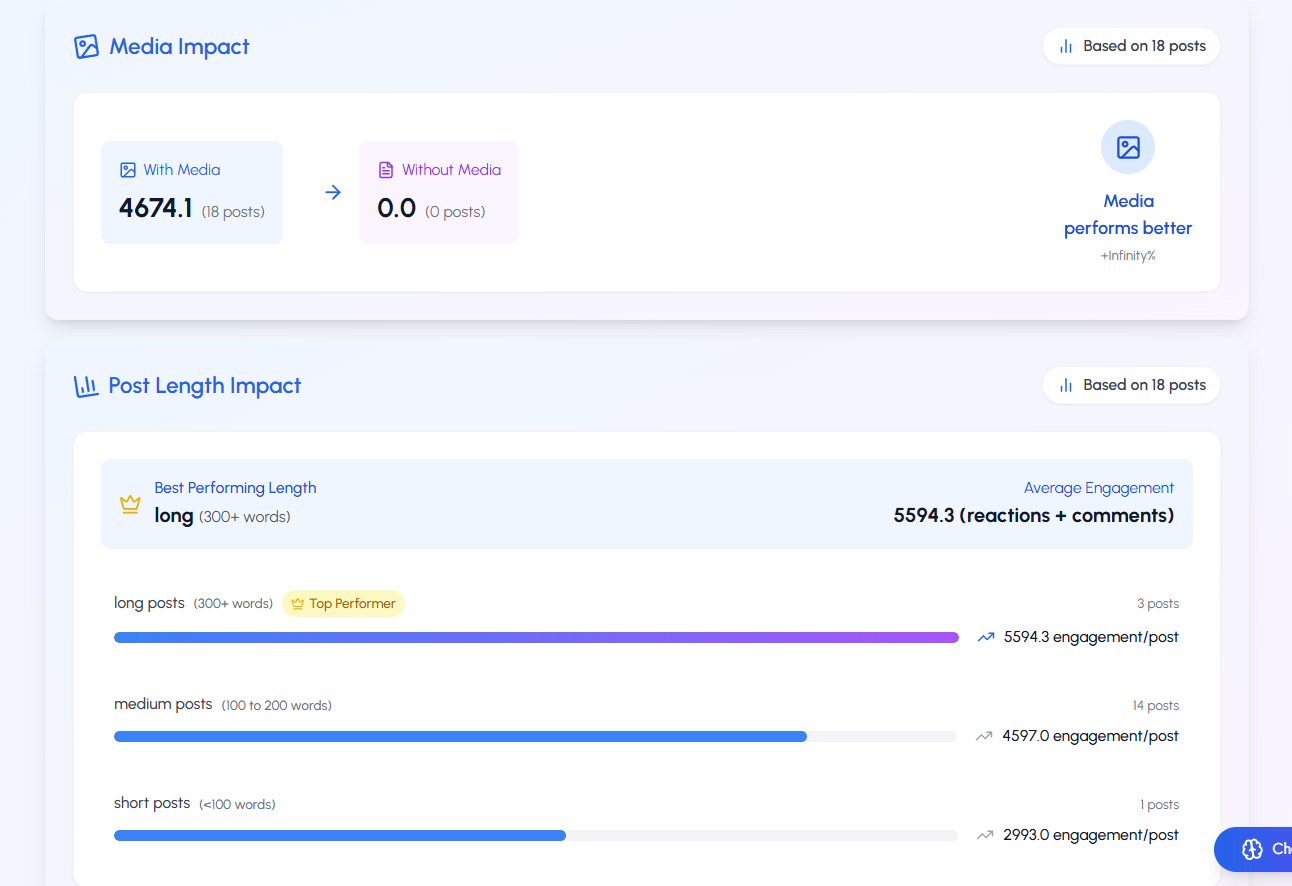 Media Impact
Based on 18 posts
With Media
4674.1 (18 posts)
Without Media
0.0 (0 posts)
Media
performs better
+Infinity%
Post Length Impact
Based on 18 posts
Best Performing Length
long (300+ words)
Average Engagement
5594.3 (reactions + comments)
long posts (300+ words) Top Performer
3 posts
5594.3 engagement/post
medium posts (100 to 200 words)
14 posts
4597.0 engagement/post
short posts (<100 words)
1 posts
2993.0 engagement/post